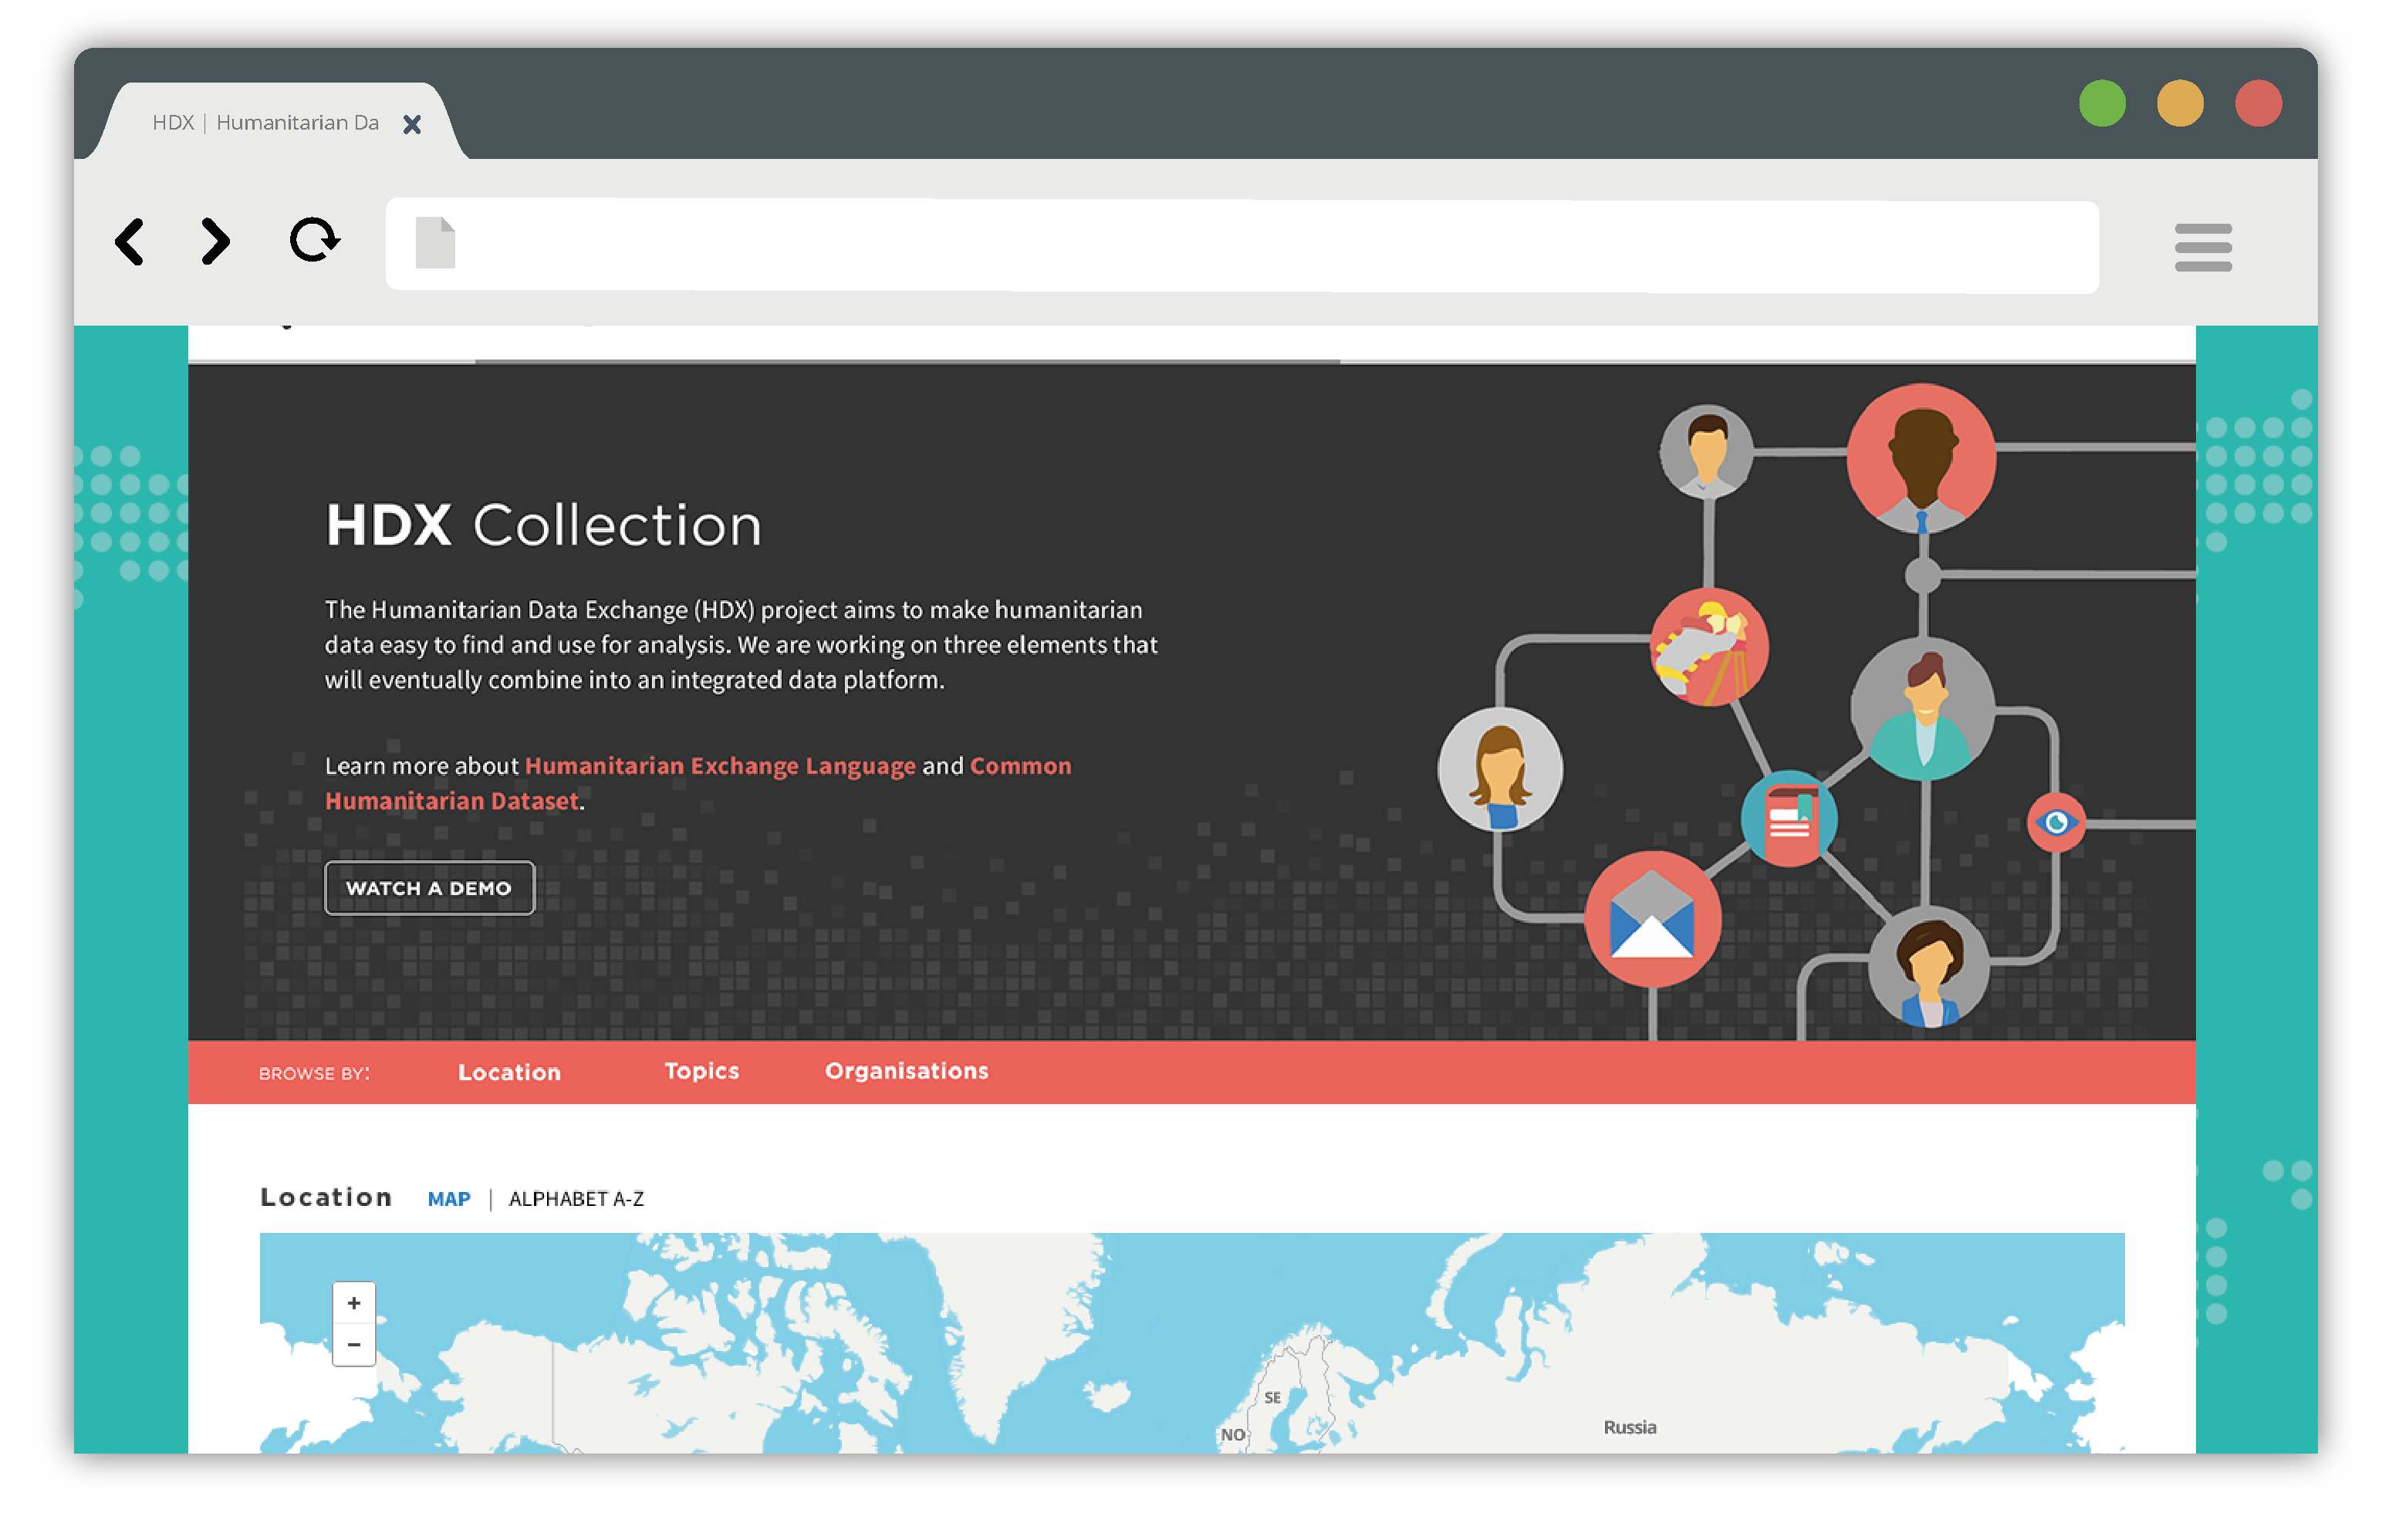 HDX | Humanitarian Da
HDX Collection
The Humanitarian Data Exchange (HDX) project aims to make humanitarian
data easy to find and use for analysis. We are working on three elements that
will eventually combine into an integrated data platform.
Learn more about Humanitarian Exchange Language and Common
Humanitarian Dataset.
WATCH A DEMO
BROWSE BY: Location Topics Organisations
Location MAP | ALPHABET A-Z
+
−
SE
NO
Russia